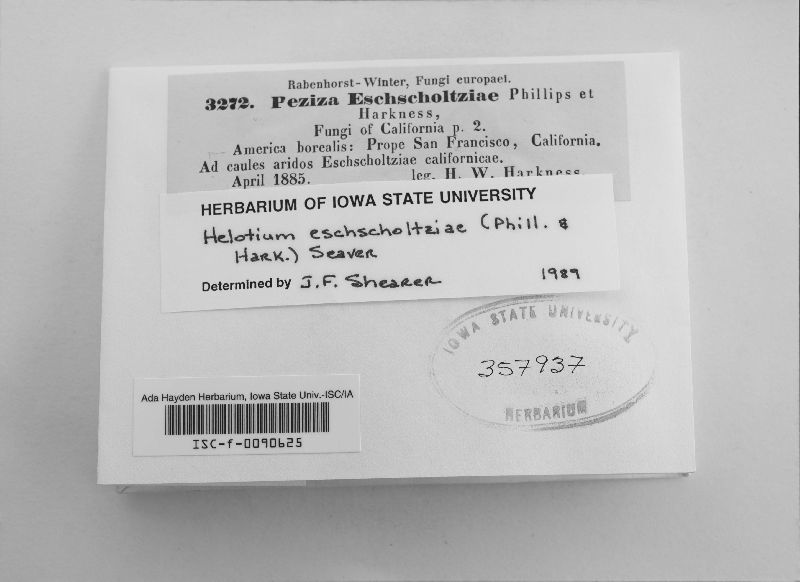 Rabenhorst-Winter, Fungi europaei.
3272. Peziza Eschscholtziae Phillips et
Harkness,
Fungi of California p. 2.
America borealis: Prope San Francisco, California.
Ad caules aridos Eschscholtziae californicae.
April 1885. leg. H. W. Harkness
HERBARIUM OF IOWA STATE UNIVERSITY
Helotium eschscholtziae (Phill. &
Hark.) Seaver
Determined by J.F. Shearer 1989
IOWA STATE UNIVERSITY
357937
HERBARIUM
Ada Hayden Herbarium, Iowa State Univ.-ISC/IA
ISC-f-0090625